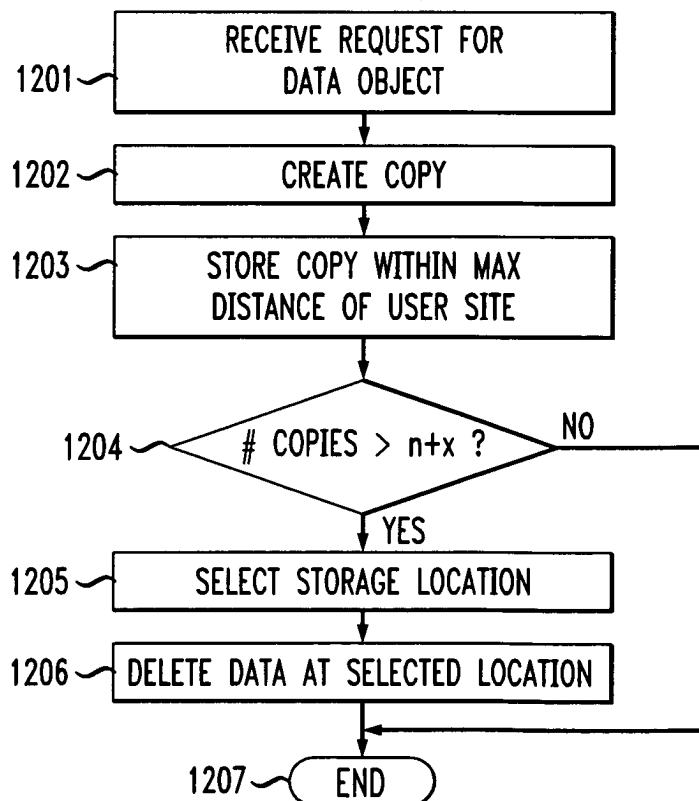 1201
RECEIVE REQUEST FOR
DATA OBJECT
1202
CREATE COPY
1203
STORE COPY WITHIN MAX
DISTANCE OF USER SITE
1204
# COPIES > n+x ?
NO
YES
1205
SELECT STORAGE LOCATION
1206
DELETE DATA AT SELECTED LOCATION
1207
END